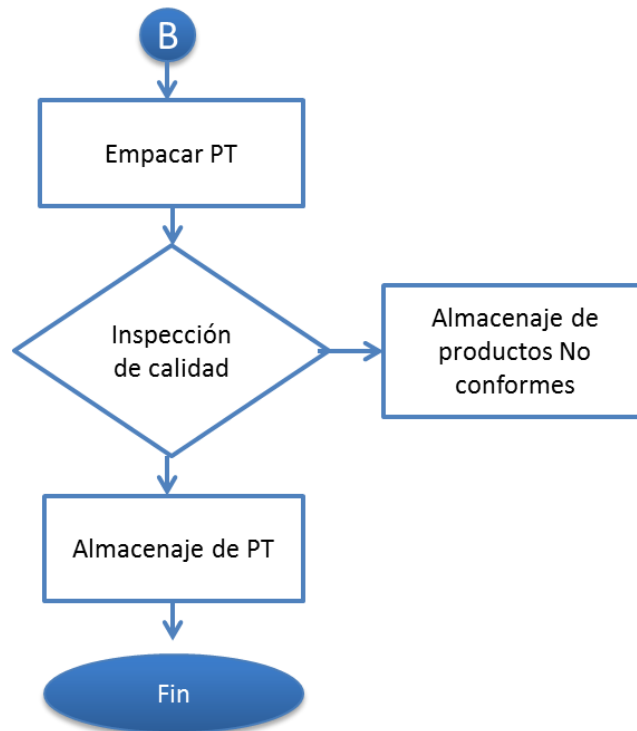 B
Empacar PT
Inspección
de calidad
Almacenaje de
productos No
conformes
Almacenaje de PT
Fin